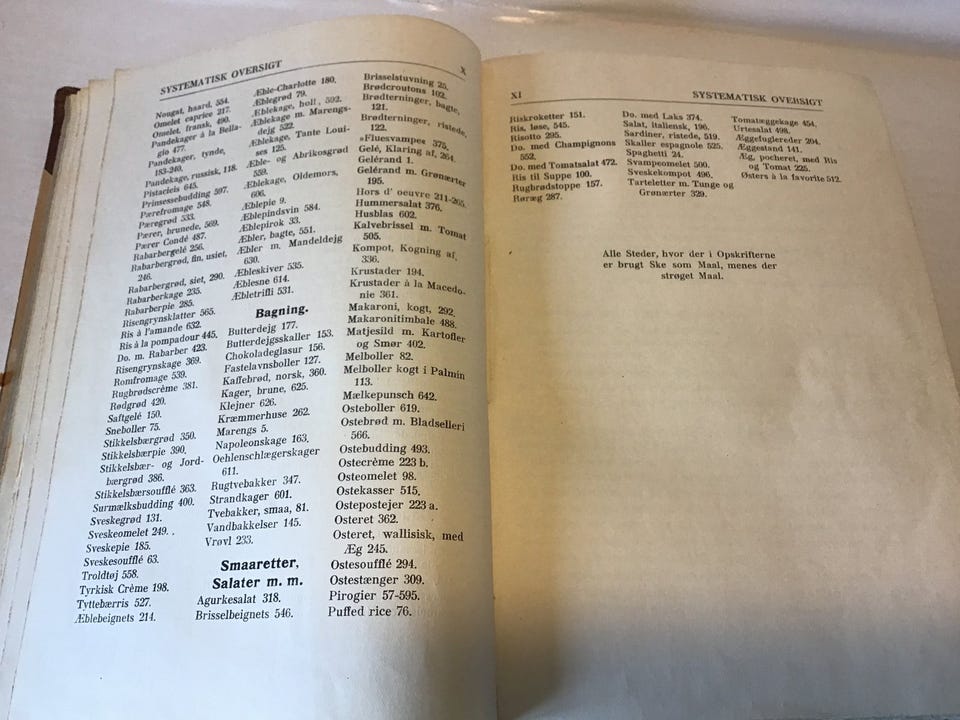 SYSTEMATISK OVERSIGT
X
Nougat, haard, 554.
Omelet caprice 217.
Omelet, fransk, 490.
Pandekager à la Bella-
gio 477.
Pandekager, tynde,
183-240.
Pandekage, russisk, 118.
Pistacieis 645.
Prinsessebudding 597.
Pærefromage 548.
Pæregrød 533.
Pærer, brunede, 569.
Pærer Condé 487.
Rabarbergelé 256.
Rabarbergrød, fin, usiet,
246.
Rabarbergrød, siet, 290.
Rabarberkage 235.
Rabarberpie 285.
Risengrynsklatter 565.
Ris à l'amande 632.
Ris à la pompadour 445.
Do. m. Rabarber 423.
Risengrynskage 369.
Romfromage 539.
Rugbrødscrème 381.
Rødgrød 420.
Saftgelé 150.
Sneboller 75.
Stikkelsbærgrød 350.
Stikkelsbærpie 390.
Stikkelsbær- og Jord-
bærgrød 386.
Stikkelsbærsoufflé 363.
Surmælksbudding 400.
Sveskegrød 131.
Sveskeomelet 249. .
Sveskepie 185.
Sveskesoufflé 63.
Troldtøj 558.
Tyrkisk Crème 198.
Tyttebærris 527.
Æblebeignets 214.
Æble-Charlotte 180.
Æblegrød 79.
Æblekage, holl., 592.
Æblekage m. Marengs-
dejg 522.
Æblekage, Tante Loui-
ses 125.
Æble- og Abrikosgrød
559.
Æblekage, Oldemors,
606.
Æblepie 9.
Æblepindsvin 584.
Æblepirok 33.
Æbler, bagte, 551.
Æbler m. Mandeldejg
630.
Æbleskiver 535.
Æblesne 614.
Æbletrifli 531.
Bagning.
Butterdejg 177.
Butterdejgsskaller 153.
Chokoladeglasur 156.
Fastelavnsboller 127.
Kaffebrød, norsk, 360.
Kager, brune, 625.
Klejner 626.
Kræmmerhuse 262.
Marengs 5.
Napoleonskage 163.
Oehlenschlægerskager
611.
Rugtvebakker 347.
Strandkager 601.
Tvebakker, smaa, 81.
Vandbakkelser 145.
Vrøvl 233.
Smaaretter,
Salater m. m.
Agurkesalat 318.
Brisselbeignets 546.
Brisselstuvning 25.
Brødcroutons 102.
Brødterninger, bagte,
121.
Brødterninger, ristede,
122.
»Fluesvampe« 375.
Gelé, Klaring af, 264.
Gelérand 1.
Gelérand m. Grønærter
195.
Hors d' oeuvre 211-265.
Hummersalat 376.
Husblas 602.
Kalvebrissel m. Tomat
505.
Kompot, Kogning af,
336.
Krustader 194.
Krustader à la Macedo-
nie 361.
Makaroni, kogt, 292.
Makaronitimbale 488.
Matjesild m. Kartofler
og Smør 402.
Melboller 82.
Melboller kogt i Palmin
113.
Mælkepunsch 642.
Osteboller 619.
Ostebrød m. Bladselleri
566.
Ostebudding 493.
Ostecrème 223 b.
Osteomelet 98.
Ostekasser 515.
Ostepostejer 223 a.
Osteret 362.
Osteret, wallisisk, med
Æg 245.
Ostesoufflé 294.
Ostestænger 309.
Pirogier 57-595.
Puffed rice 76.
XI
SYSTEMATISK OVERSIGT
Riskroketter 151.
Ris, løse, 545.
Risotto 295.
Do. med Champignons
552.
Do. med Tomatsalat 472.
Ris til Suppe 100.
Rugbrødstoppe 157.
Røræg 287.
Do. med Laks 374.
Salat, italiensk, 196.
Sardiner, ristede, 519.
Skaller espagnole 525.
Spaghetti 24.
Svampeomelet 500.
Sveskekompot 496.
Tarteletter m. Tunge og
Grønærter 329.
Tomatæggekage 454.
Urtesalat 498.
Æggefuglereder 204.
Æggestand 141.
Æg, pocheret, med Ris
og Tomat 225.
Østers à la favorite 512.
Alle Steder, hvor der i Opskrifterne
er brugt Ske som Maal, menes der
strøget Maal.